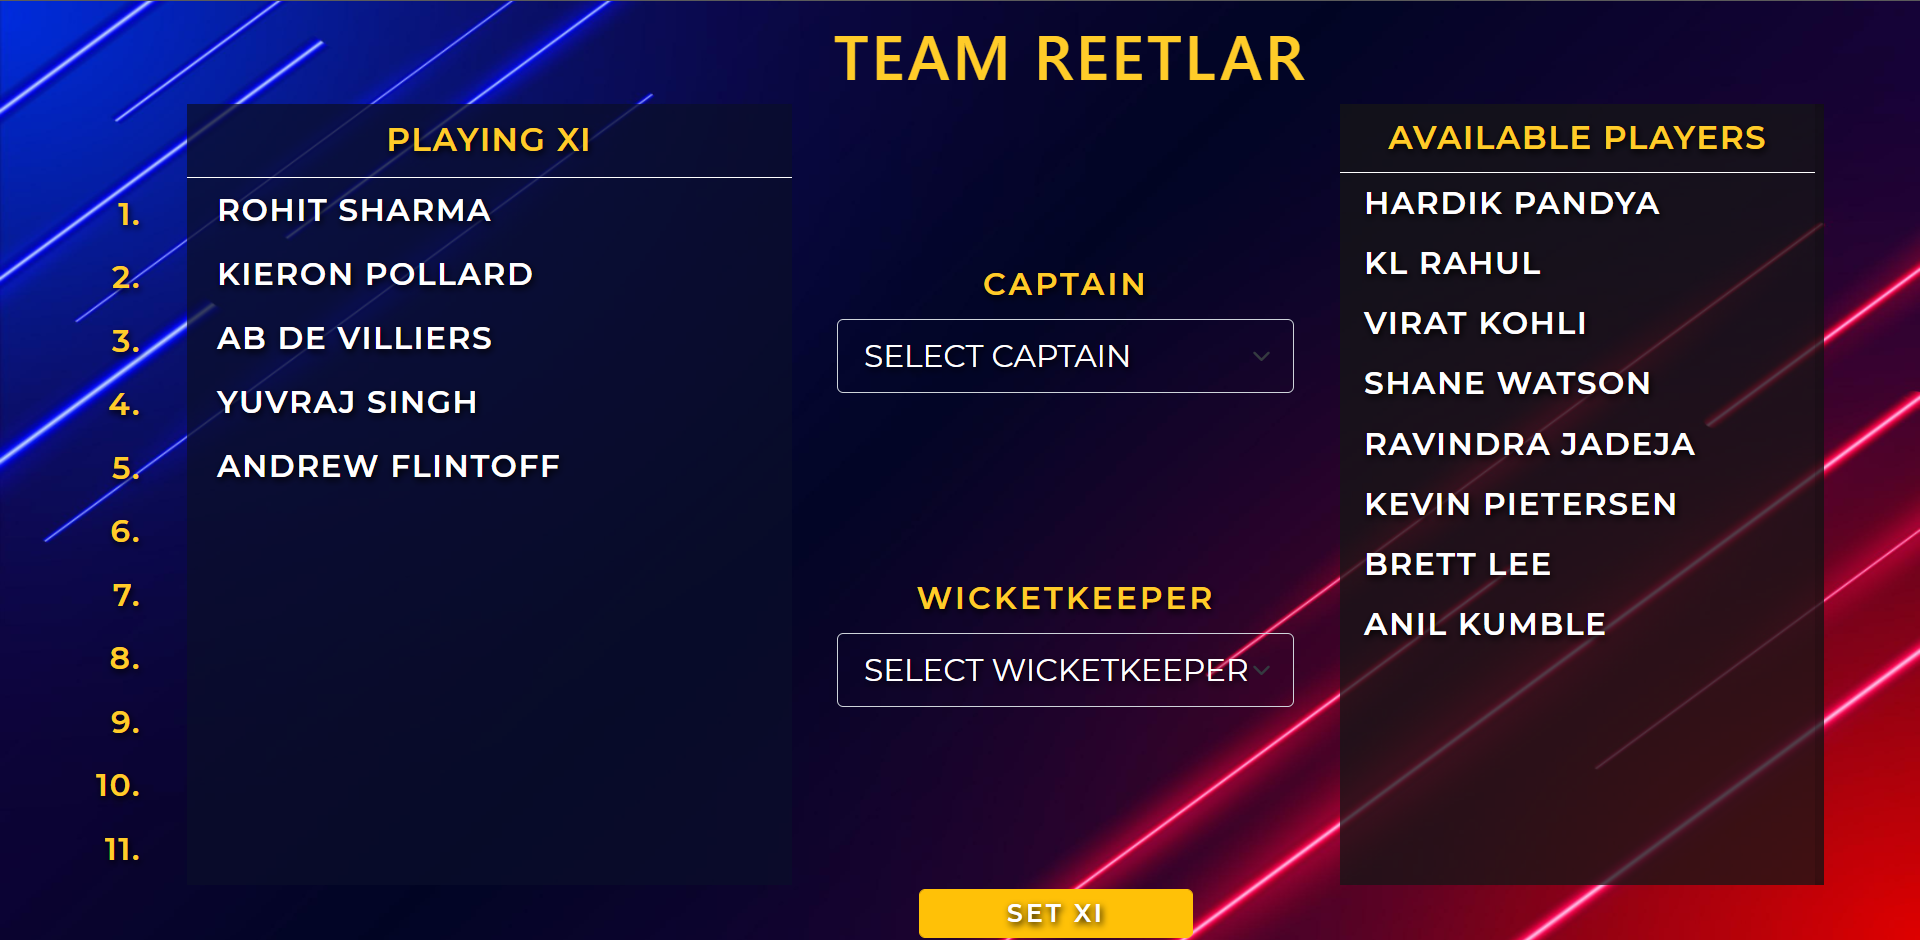 TEAM REETLAR
PLAYING XI
1. ROHIT SHARMA
2. KIERON POLLARD
3. AB DE VILLIERS
4. YUVRAJ SINGH
5. ANDREW FLINTOFF
6.
7.
8.
9.
10.
11.
CAPTAIN
SELECT CAPTAIN
WICKETKEEPER
SELECT WICKETKEEPER
SET XI
AVAILABLE PLAYERS
HARDIK PANDYA
KL RAHUL
VIRAT KOHLI
SHANE WATSON
RAVINDRA JADEJA
KEVIN PIETERSEN
BRETT LEE
ANIL KUMBLE